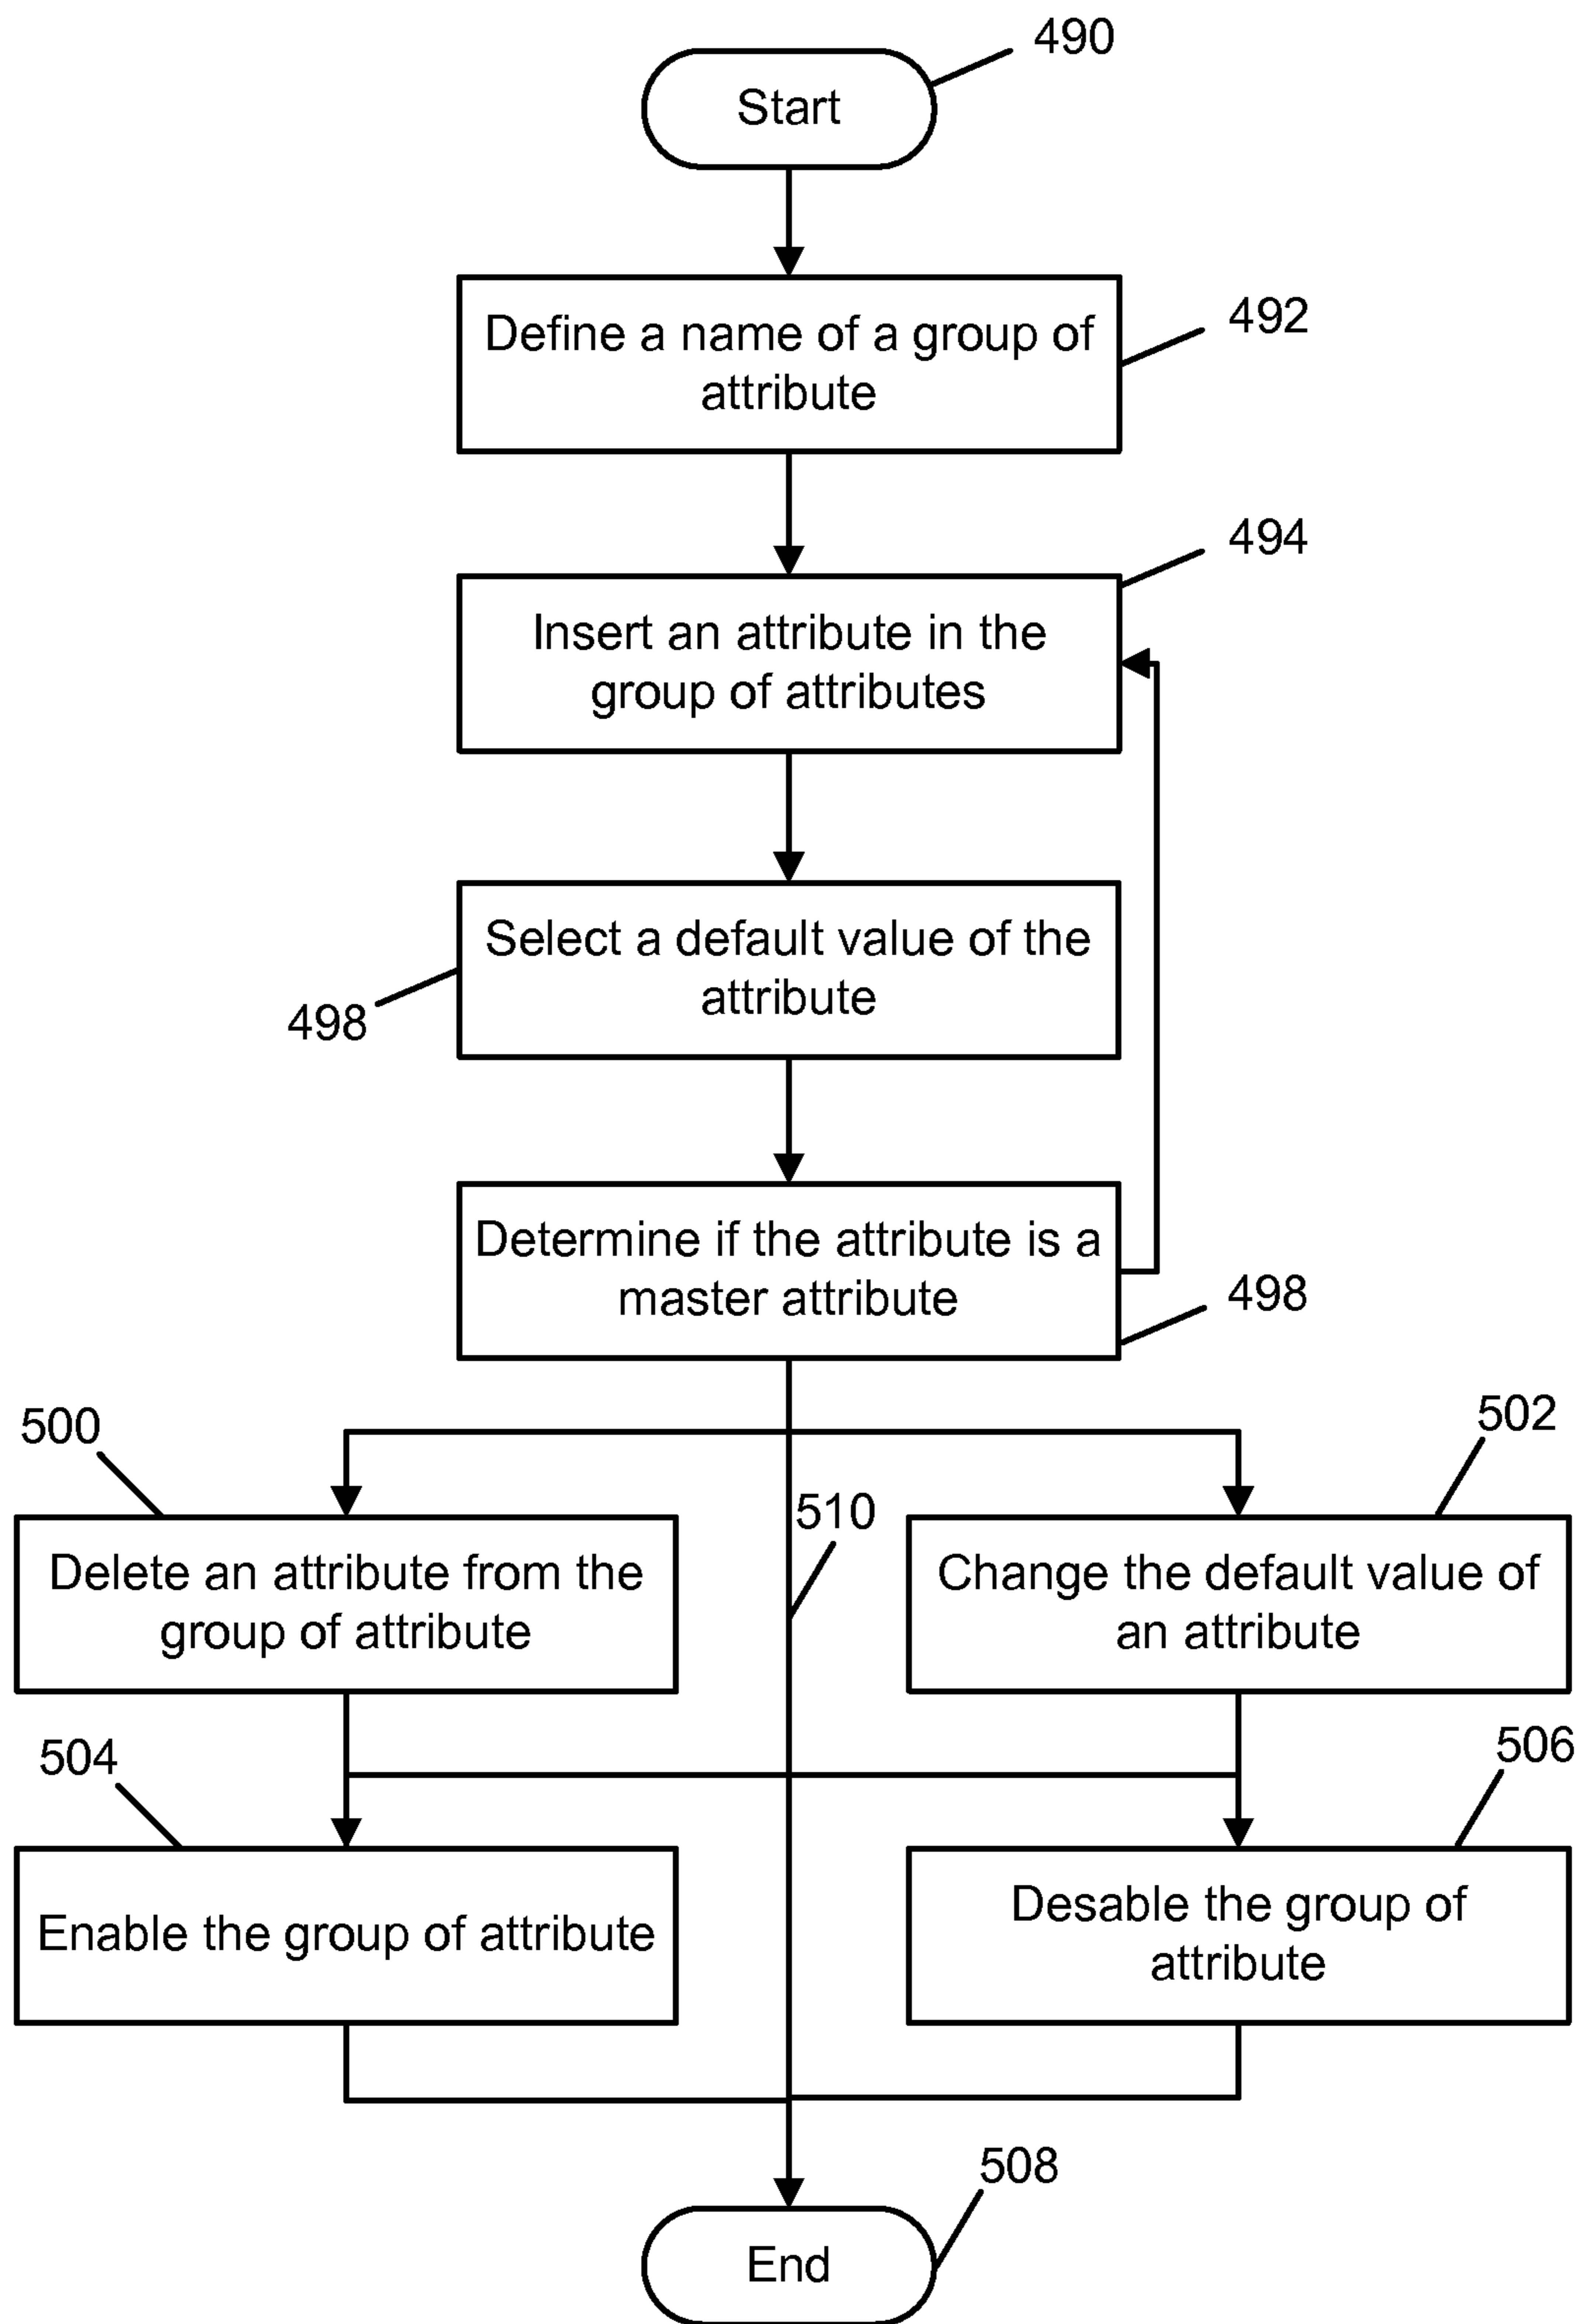 490
Start
492
Define a name of a group of
attribute
494
Insert an attribute in the
group of attributes
Select a default value of the
attribute
498
Determine if the attribute is a
master attribute
498
500
502
510
Delete an attribute from the
group of attribute
Change the default value of
an attribute
504
506
Enable the group of attribute
Desable the group of
attribute
508
End